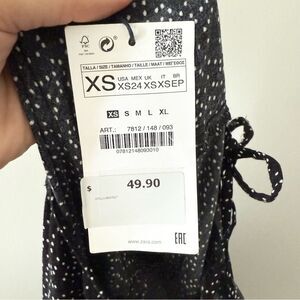 FSC
TALLA / SIZE / TAMANHO / TAILLE / MAAT /
XS
USA MEX UK IT BR
XS 24 XS XS EP
XS S M L XL
ART.: 7812 / 148 / 093
07812148093010
$ 49.90
www.zara.com
EAC